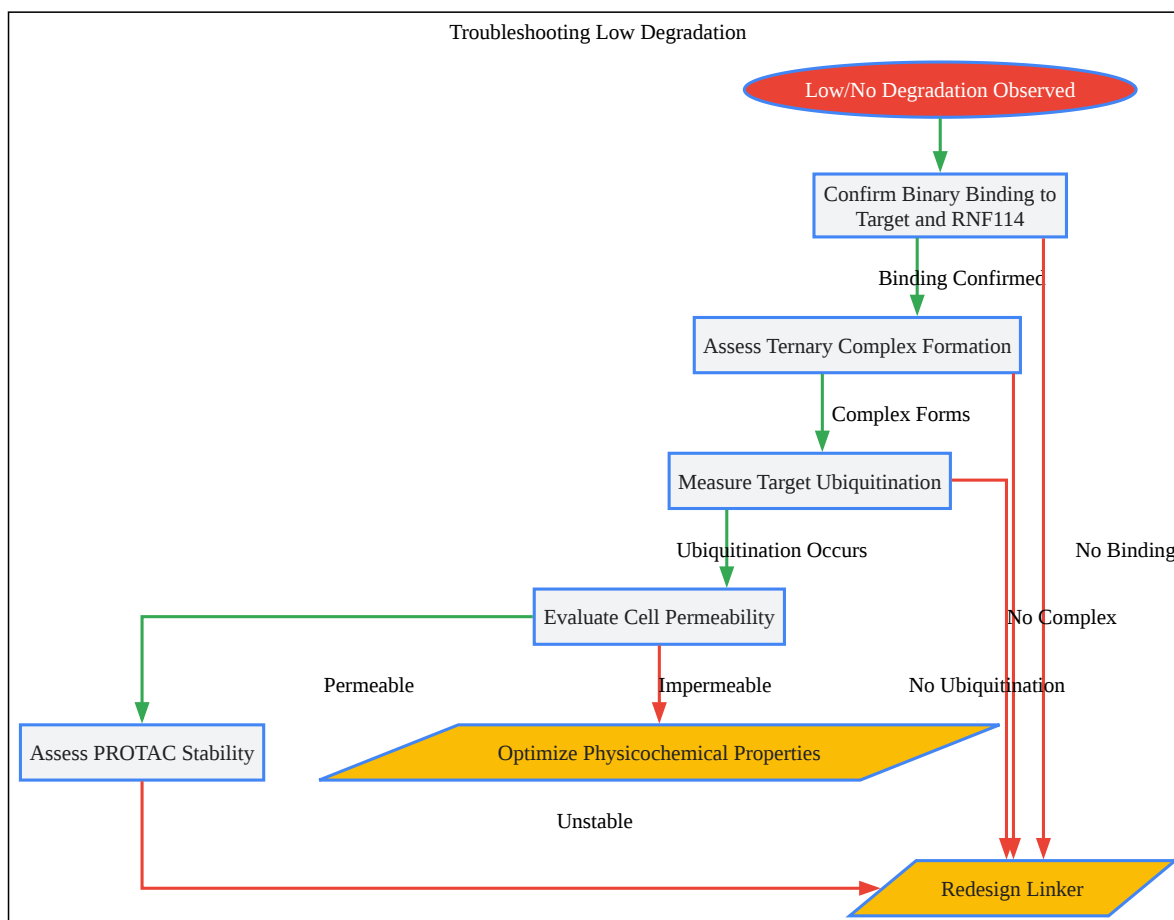 Troubleshooting Low Degradation
Low/No Degradation Observed
Confirm Binary Binding to
Target and RNF114
Binding Confirmed
Assess Ternary Complex Formation
Complex Forms
Measure Target Ubiquitination
Ubiquitination Occurs
No Binding
Evaluate Cell Permeability
No Complex
Permeable
Impermeable
No Ubiquitination
Assess PROTAC Stability
Optimize Physicochemical Properties
Unstable
Redesign Linker